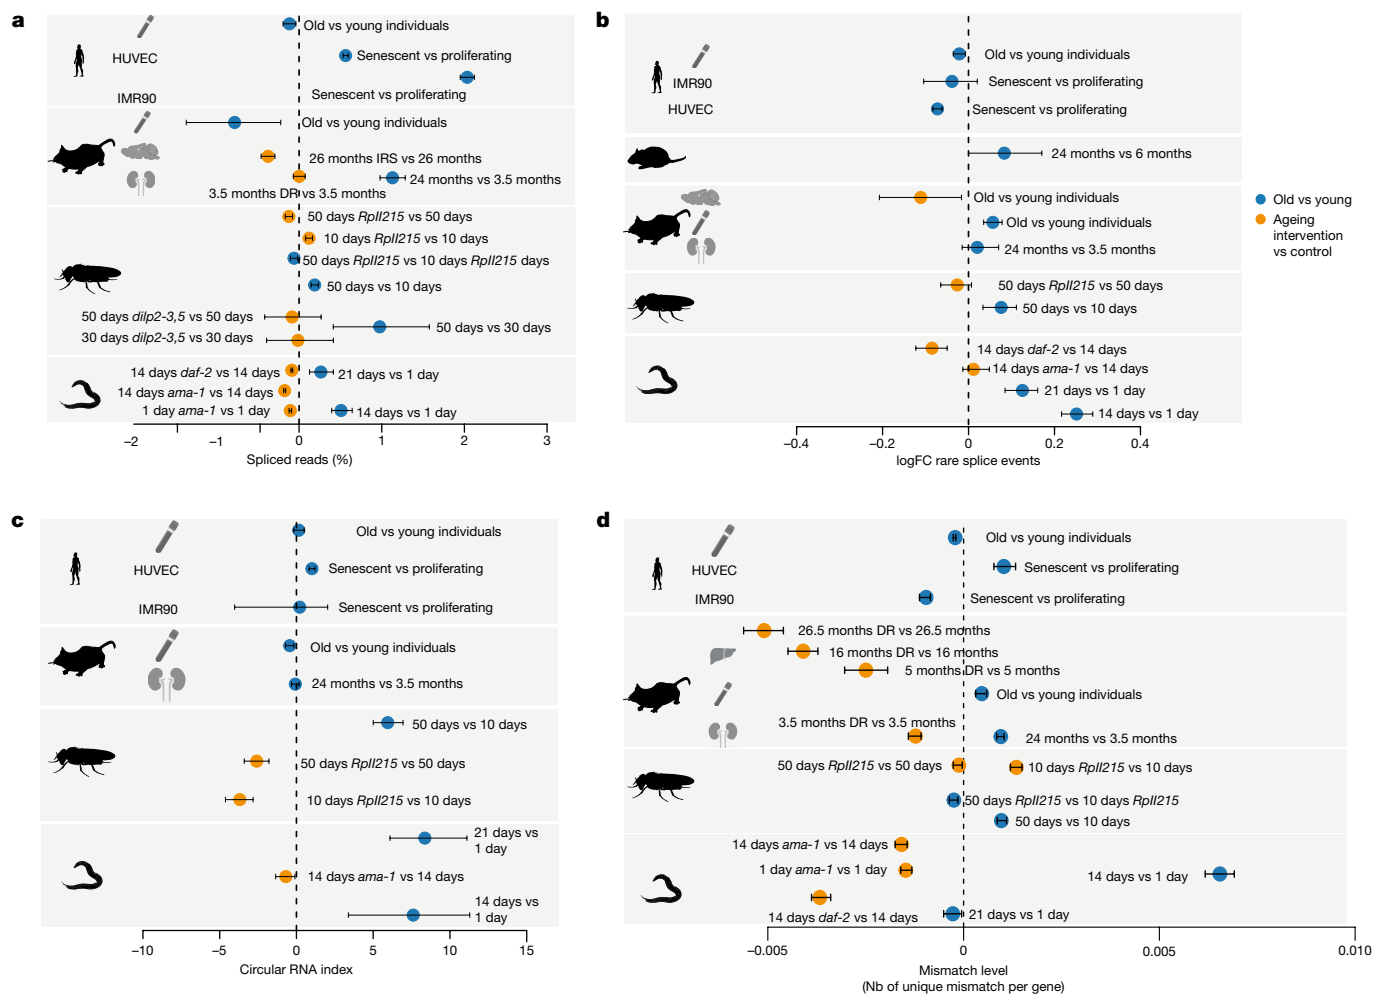 a
Old vs young individuals
HUVEC
Senescent vs proliferating
IMR90
Senescent vs proliferating
Old vs young individuals
26 months IRS vs 26 months
24 months vs 3.5 months
3.5 months DR vs 3.5 months
50 days RpII215 vs 50 days
10 days RpII215 vs 10 days
50 days RpII215 vs 10 days RpII215 days
50 days vs 10 days
50 days dilp2-3,5 vs 50 days
50 days vs 30 days
30 days dilp2-3,5 vs 30 days
14 days daf-2 vs 14 days
21 days vs 1 day
14 days ama-1 vs 14 days
1 day ama-1 vs 1 day
14 days vs 1 day
−2 −1 0 1 2 3
Spliced reads (%)
b
Old vs young individuals
IMR90
Senescent vs proliferating
HUVEC
Senescent vs proliferating
24 months vs 6 months
Old vs young individuals
Old vs young individuals
24 months vs 3.5 months
50 days RpII215 vs 50 days
50 days vs 10 days
14 days daf-2 vs 14 days
14 days ama-1 vs 14 days
21 days vs 1 day
14 days vs 1 day
−0.4 −0.2 0 0.2 0.4
logFC rare splice events
Old vs young
Ageing
intervention
vs control
c
Old vs young individuals
HUVEC
Senescent vs proliferating
IMR90
Senescent vs proliferating
Old vs young individuals
24 months vs 3.5 months
50 days vs 10 days
50 days RpII215 vs 50 days
10 days RpII215 vs 10 days
21 days vs
1 day
14 days ama-1 vs 14 days
14 days vs
1 day
−10 −5 0 5 10 15
Circular RNA index
d
Old vs young individuals
HUVEC
Senescent vs proliferating
IMR90
Senescent vs proliferating
26.5 months DR vs 26.5 months
16 months DR vs 16 months
5 months DR vs 5 months
Old vs young individuals
3.5 months DR vs 3.5 months
24 months vs 3.5 months
50 days RpII215 vs 50 days
10 days RpII215 vs 10 days
50 days RpII215 vs 10 days RpII215
50 days vs 10 days
14 days ama-1 vs 14 days
1 day ama-1 vs 1 day
14 days vs 1 day
14 days daf-2 vs 14 days
21 days vs 1 day
−0.005 0 0.005 0.010
Mismatch level
(Nb of unique mismatch per gene)